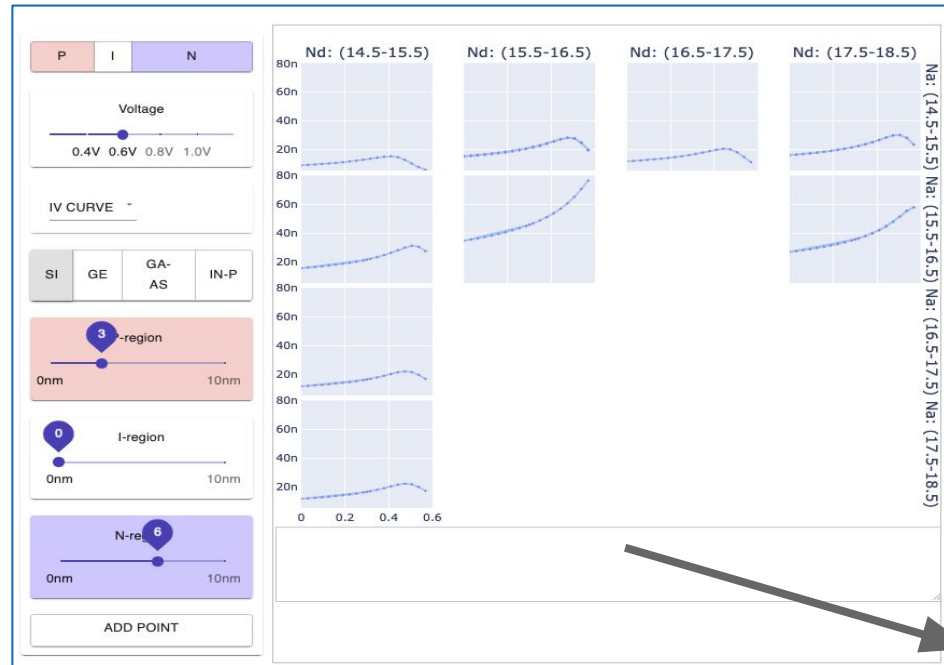 P I N
Voltage
0.4V 0.6V 0.8V 1.0V
IV CURVE
SI GE GA-AS IN-P
3
-region
0nm 10nm
0
I-region
0nm 10nm
N-re 6
0nm 10nm
ADD POINT
Nd: (14.5-15.5) Nd: (15.5-16.5) Nd: (16.5-17.5) Nd: (17.5-18.5)
80n
60n
40n
20n
80n
60n
40n
20n
80n
60n
40n
20n
80n
60n
40n
20n
0 0.2 0.4 0.6
Na: (14.5-15.5) Na: (15.5-16.5) Na: (16.5-17.5) Na: (17.5-18.5)